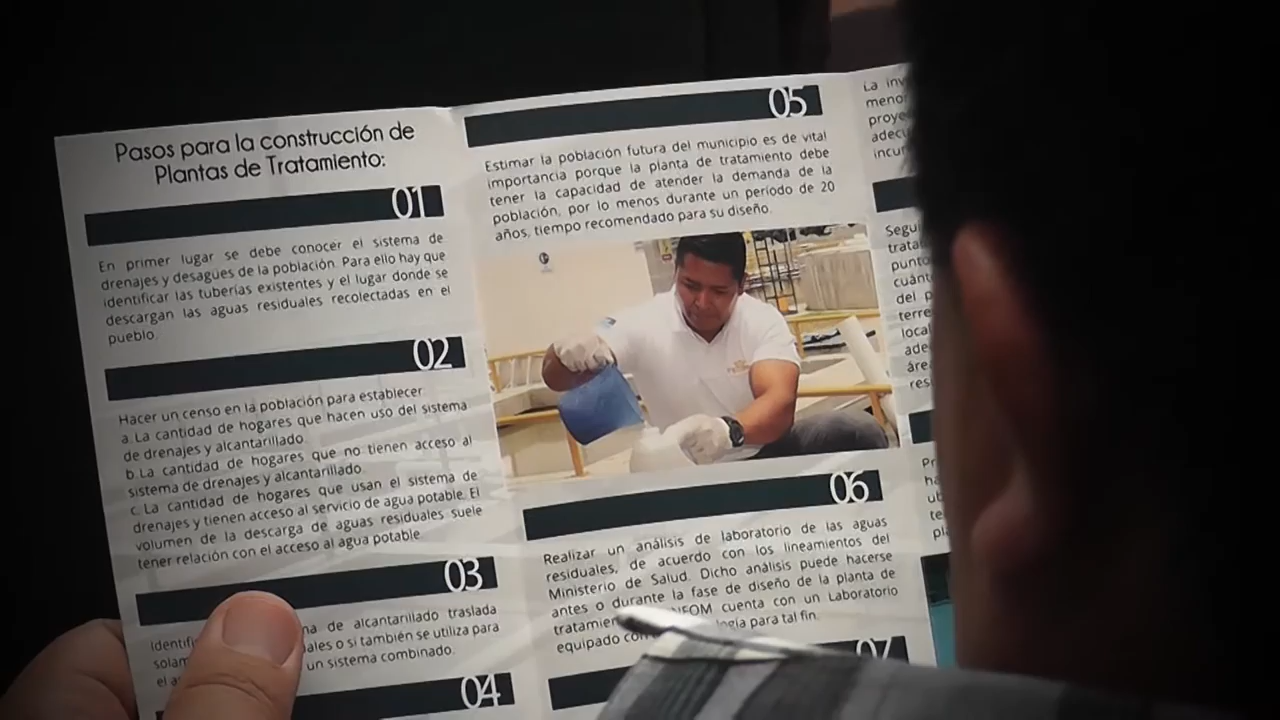 Pasos para la construcción de
Plantas de Tratamiento:
01
En primer lugar se debe conocer el sistema de
drenajes y desagües de la población. Para ello hay que
identificar las tuberías existentes y el lugar donde se
descargan las aguas residuales recolectadas en el
pueblo.
02
Hacer un censo en la población para establecer:
a. La cantidad de hogares que hacen uso del sistema
de drenajes y alcantarillado.
b. La cantidad de hogares que no tienen acceso al
sistema de drenajes y alcantarillado.
c. La cantidad de hogares que usan el sistema de
drenajes y tienen acceso al servicio de agua potable. El
volumen de la descarga de aguas residuales suele
tener relación con el acceso al agua potable.
03
de alcantarillado traslada
o si también se utiliza para
un sistema combinado.
04
05
Estimar la población futura del municipio es de vital
importancia porque la planta de tratamiento debe
tener la capacidad de atender la demanda de la
población, por lo menos durante un período de 20
años, tiempo recomendado para su diseño.
06
Realizar un análisis de laboratorio de las aguas
residuales, de acuerdo con los lineamientos del
Ministerio de Salud. Dicho análisis puede hacerse
antes o durante la fase de diseño de la planta de
cuenta con un Laboratorio
equipado para tal fin.
07
La